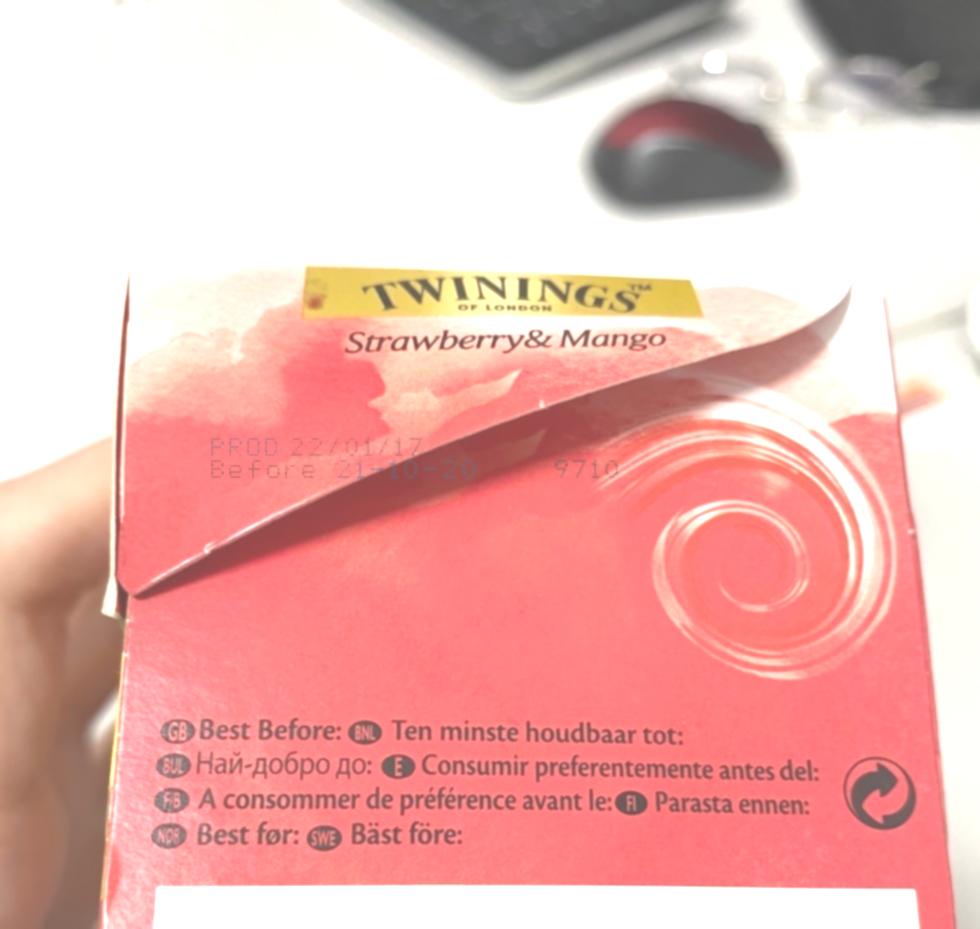 TWININGS™
OF LONDON
Strawberry& Mango
PROD 22/01/17
Before 21-10-20 9710
GB Best Before: BNL Ten minste houdbaar tot:
BUL Най-добро до: E Consumir preferentemente antes del:
F/B A consommer de préférence avant le: FI Parasta ennen:
NOR Best før: SWE Bäst före: